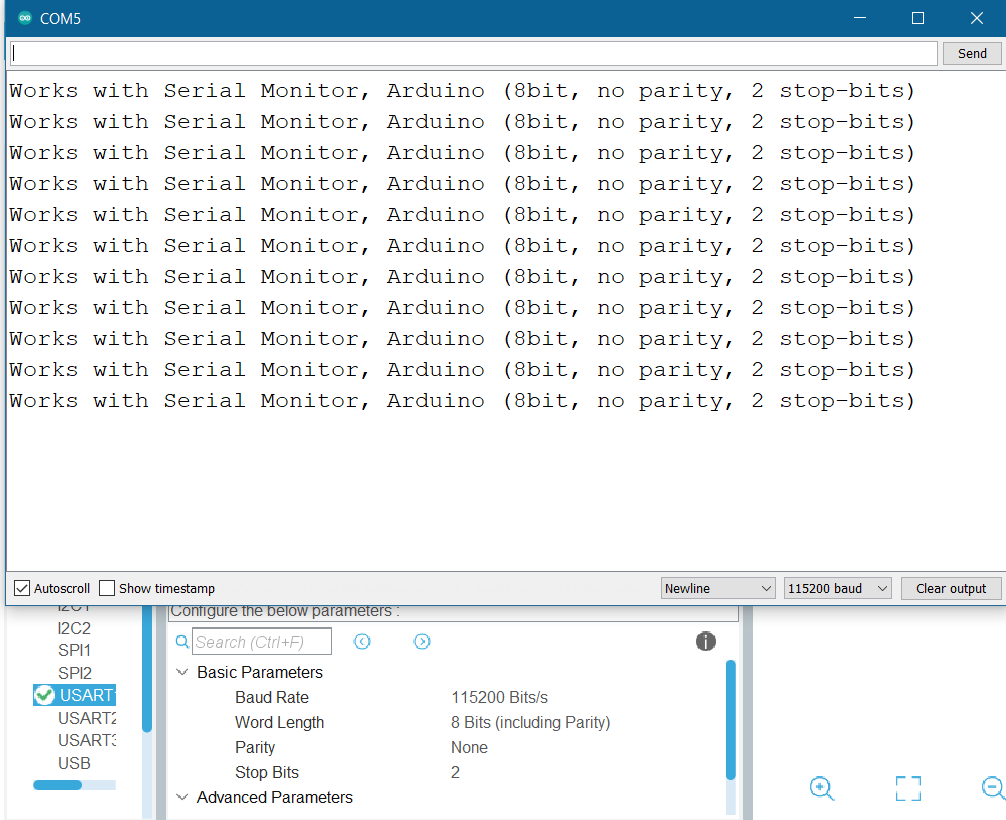 COM5
Send
Works with Serial Monitor, Arduino (8bit, no parity, 2 stop-bits)
Works with Serial Monitor, Arduino (8bit, no parity, 2 stop-bits)
Works with Serial Monitor, Arduino (8bit, no parity, 2 stop-bits)
Works with Serial Monitor, Arduino (8bit, no parity, 2 stop-bits)
Works with Serial Monitor, Arduino (8bit, no parity, 2 stop-bits)
Works with Serial Monitor, Arduino (8bit, no parity, 2 stop-bits)
Works with Serial Monitor, Arduino (8bit, no parity, 2 stop-bits)
Works with Serial Monitor, Arduino (8bit, no parity, 2 stop-bits)
Works with Serial Monitor, Arduino (8bit, no parity, 2 stop-bits)
Works with Serial Monitor, Arduino (8bit, no parity, 2 stop-bits)
Works with Serial Monitor, Arduino (8bit, no parity, 2 stop-bits)
Autoscroll Show timestamp Newline 115200 baud Clear output
I2C1
I2C2
SPI1
SPI2
USART1
USART2
USART3
USB
Configure the below parameters :
Search (Ctrl+F)
Basic Parameters
Baud Rate 115200 Bits/s
Word Length 8 Bits (including Parity)
Parity None
Stop Bits 2
Advanced Parameters